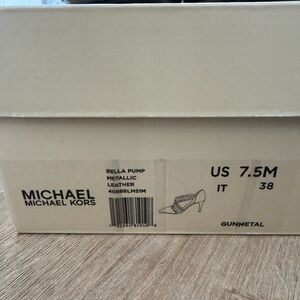 BELLA PUMP
METALLIC
LEATHER
MICHAEL
MICHAEL KORS
US 7.5M
IT 38
GUNMETAL